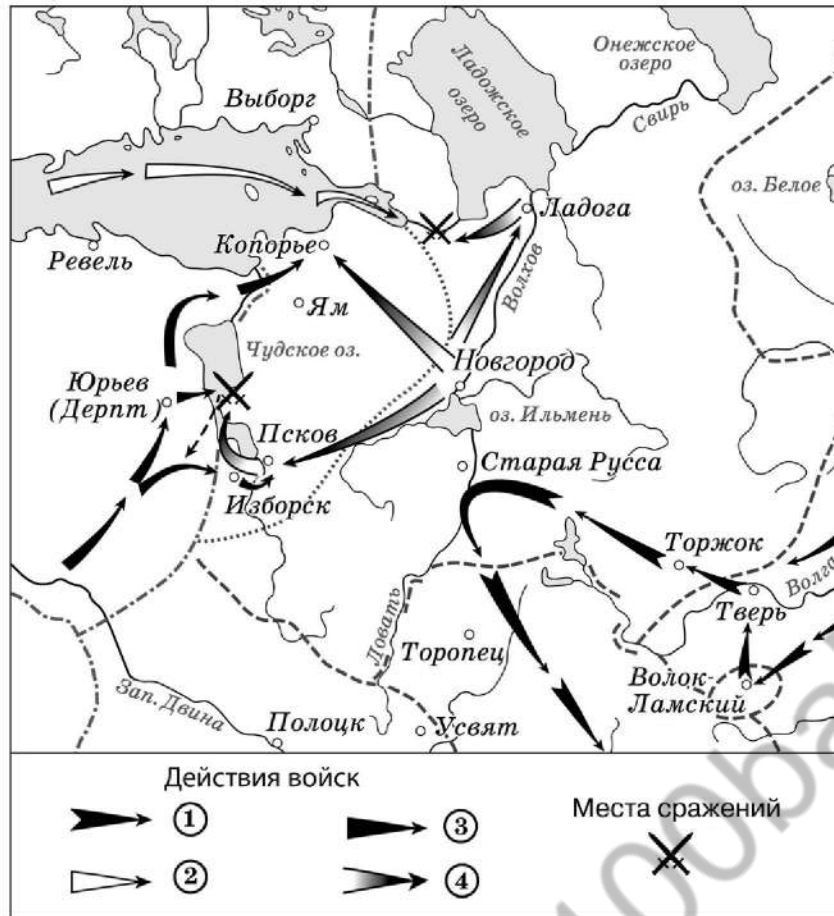 Онежское
озеро
Ладожское
озеро
Выборг
Свирь
оз. Белое
Ладога
Ревель
Копорье
Волхов
Ям
Чудское оз.
Новгород
Юрьев
(Дерпт)
оз. Ильмень
Псков
Старая Русса
Изборск
Торжок
Волга
Тверь
Ловать
Торопец
Волок-
Ламский
Зап. Двина
Полоцк
Усвят
Действия войск
1
3
Места сражений
2
4